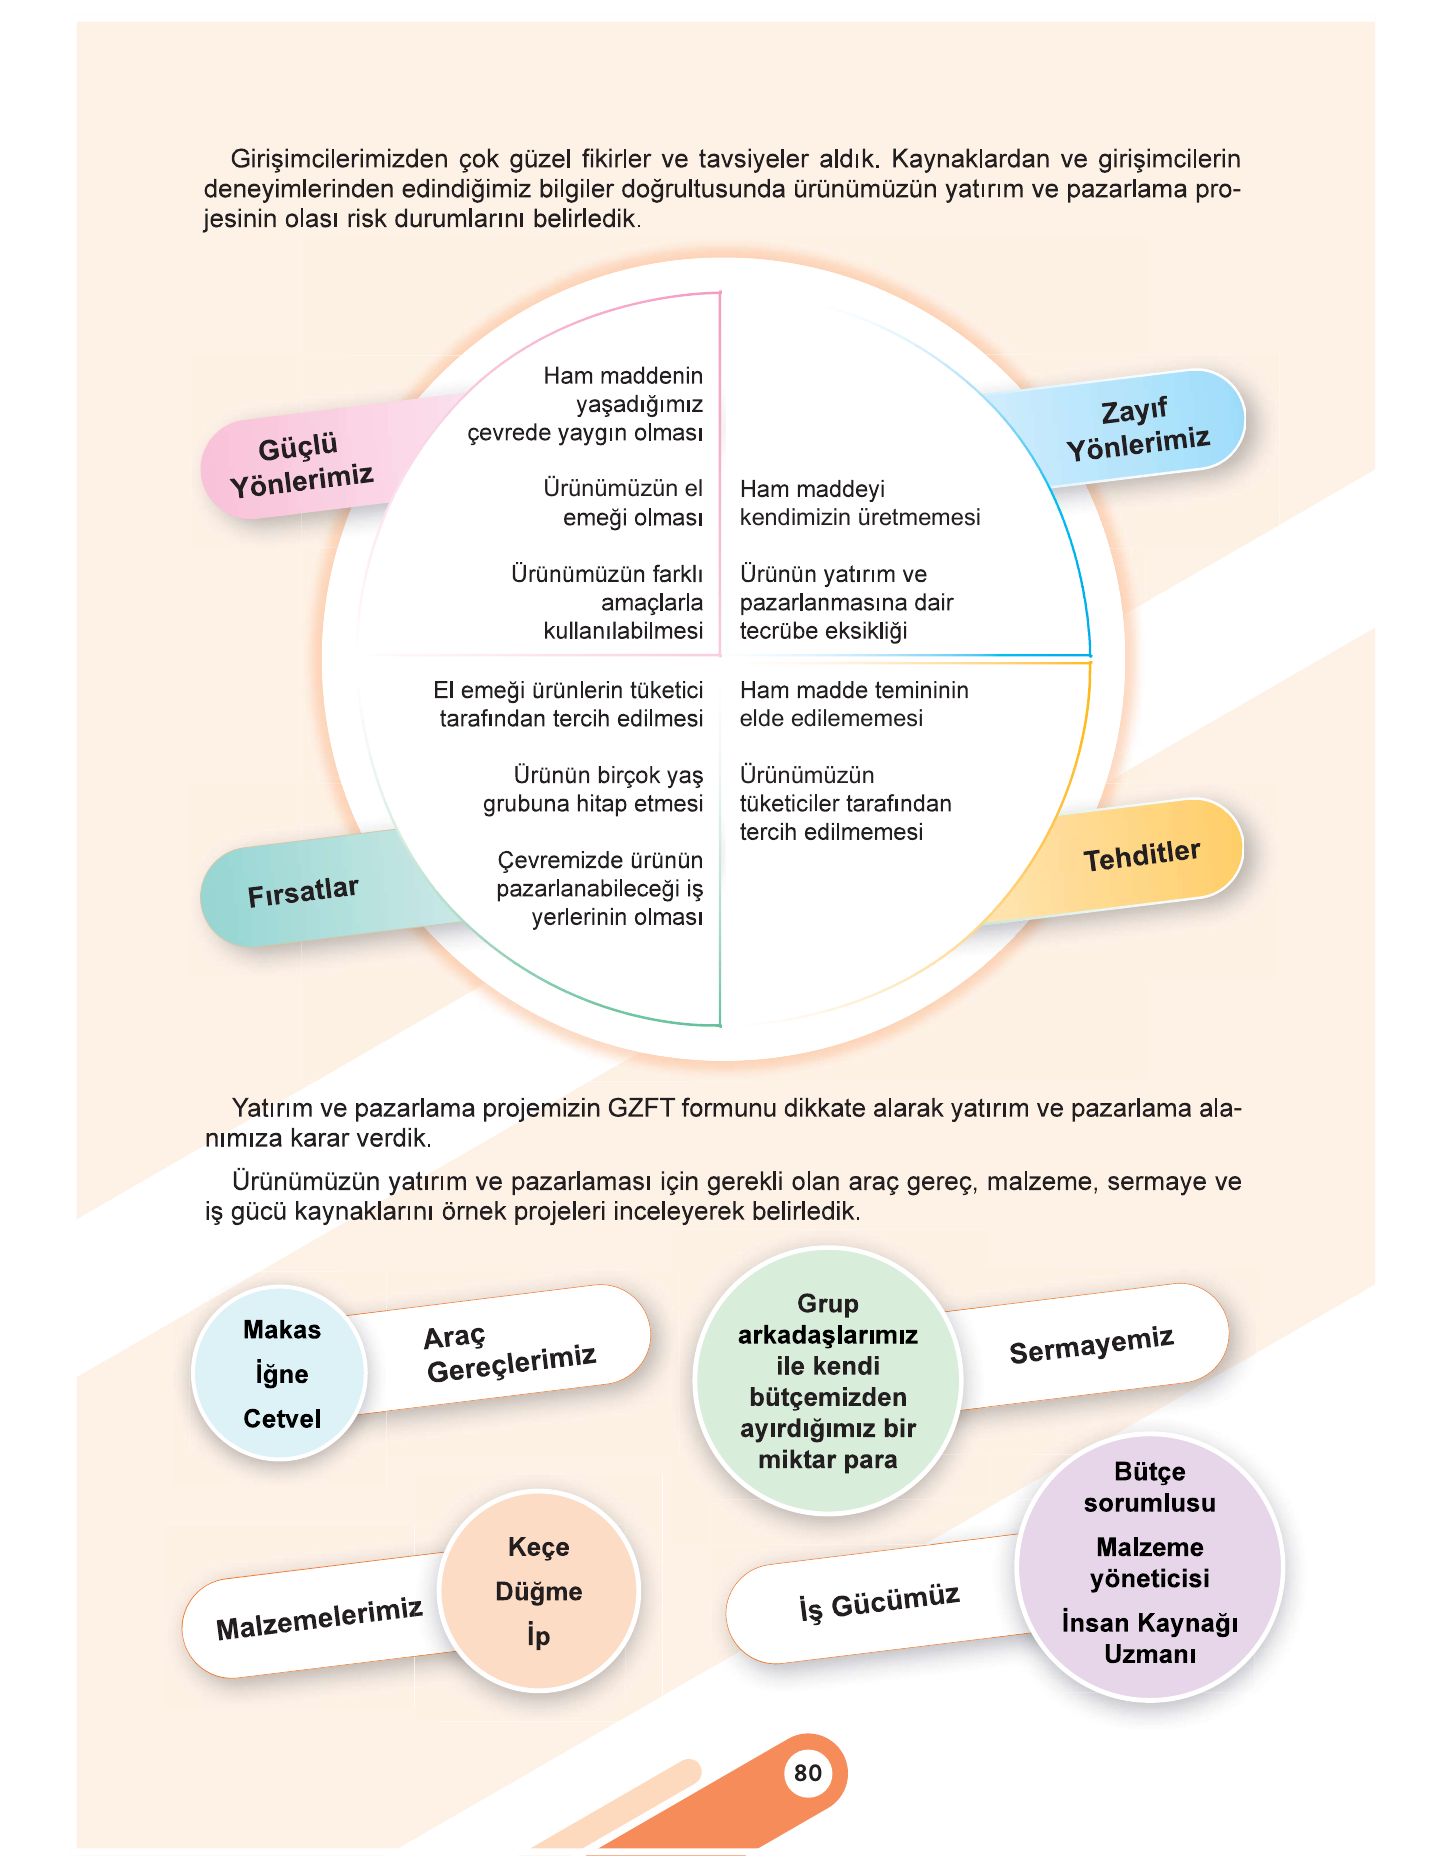 Girişimcilerimizden çok güzel fikirler ve tavsiyeler aldık. Kaynaklardan ve girişimcilerin
deneyimlerinden edindiğimiz bilgiler doğrultusunda ürünümüzün yatırım ve pazarlama pro-
jesinin olası risk durumlarını belirledik.
Güçlü
Yönlerimiz
Ham maddenin
yaşadığımız
çevrede yaygın olması
Ürünümüzün el
emeği olması
Ürünümüzün farklı
amaçlarla
kullanılabilmesi
Zayıf
Yönlerimiz
Ham maddeyi
kendimizin üretmemesi
Ürünün yatırım ve
pazarlanmasına dair
tecrübe eksikliği
Fırsatlar
El emeği ürünlerin tüketici
tarafından tercih edilmesi
Ürünün birçok yaş
grubuna hitap etmesi
Çevremizde ürünün
pazarlanabileceği iş
yerlerinin olması
Tehditler
Ham madde temininin
elde edilememesi
Ürünümüzün
tüketiciler tarafından
tercih edilmemesi
Yatırım ve pazarlama projemizin GZFT formunu dikkate alarak yatırım ve pazarlama ala-
nımıza karar verdik.
Ürünümüzün yatırım ve pazarlaması için gerekli olan araç gereç, malzeme, sermaye ve
iş gücü kaynaklarını örnek projeleri inceleyerek belirledik.
Makas
İğne
Cetvel
Araç
Gereçlerimiz
Grup
arkadaşlarımız
ile kendi
bütçemizden
ayırdığımız bir
miktar para
Sermayemiz
Malzemelerimiz
Keçe
Düğme
İp
İş Gücümüz
Bütçe
sorumlusu
Malzeme
yöneticisi
İnsan Kaynağı
Uzmanı
80